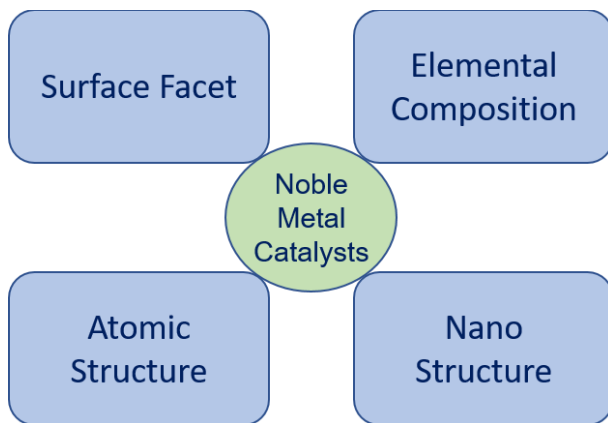 Surface Facet
Elemental
Composition
Noble
Metal
Catalysts
Atomic
Structure
Nano
Structure